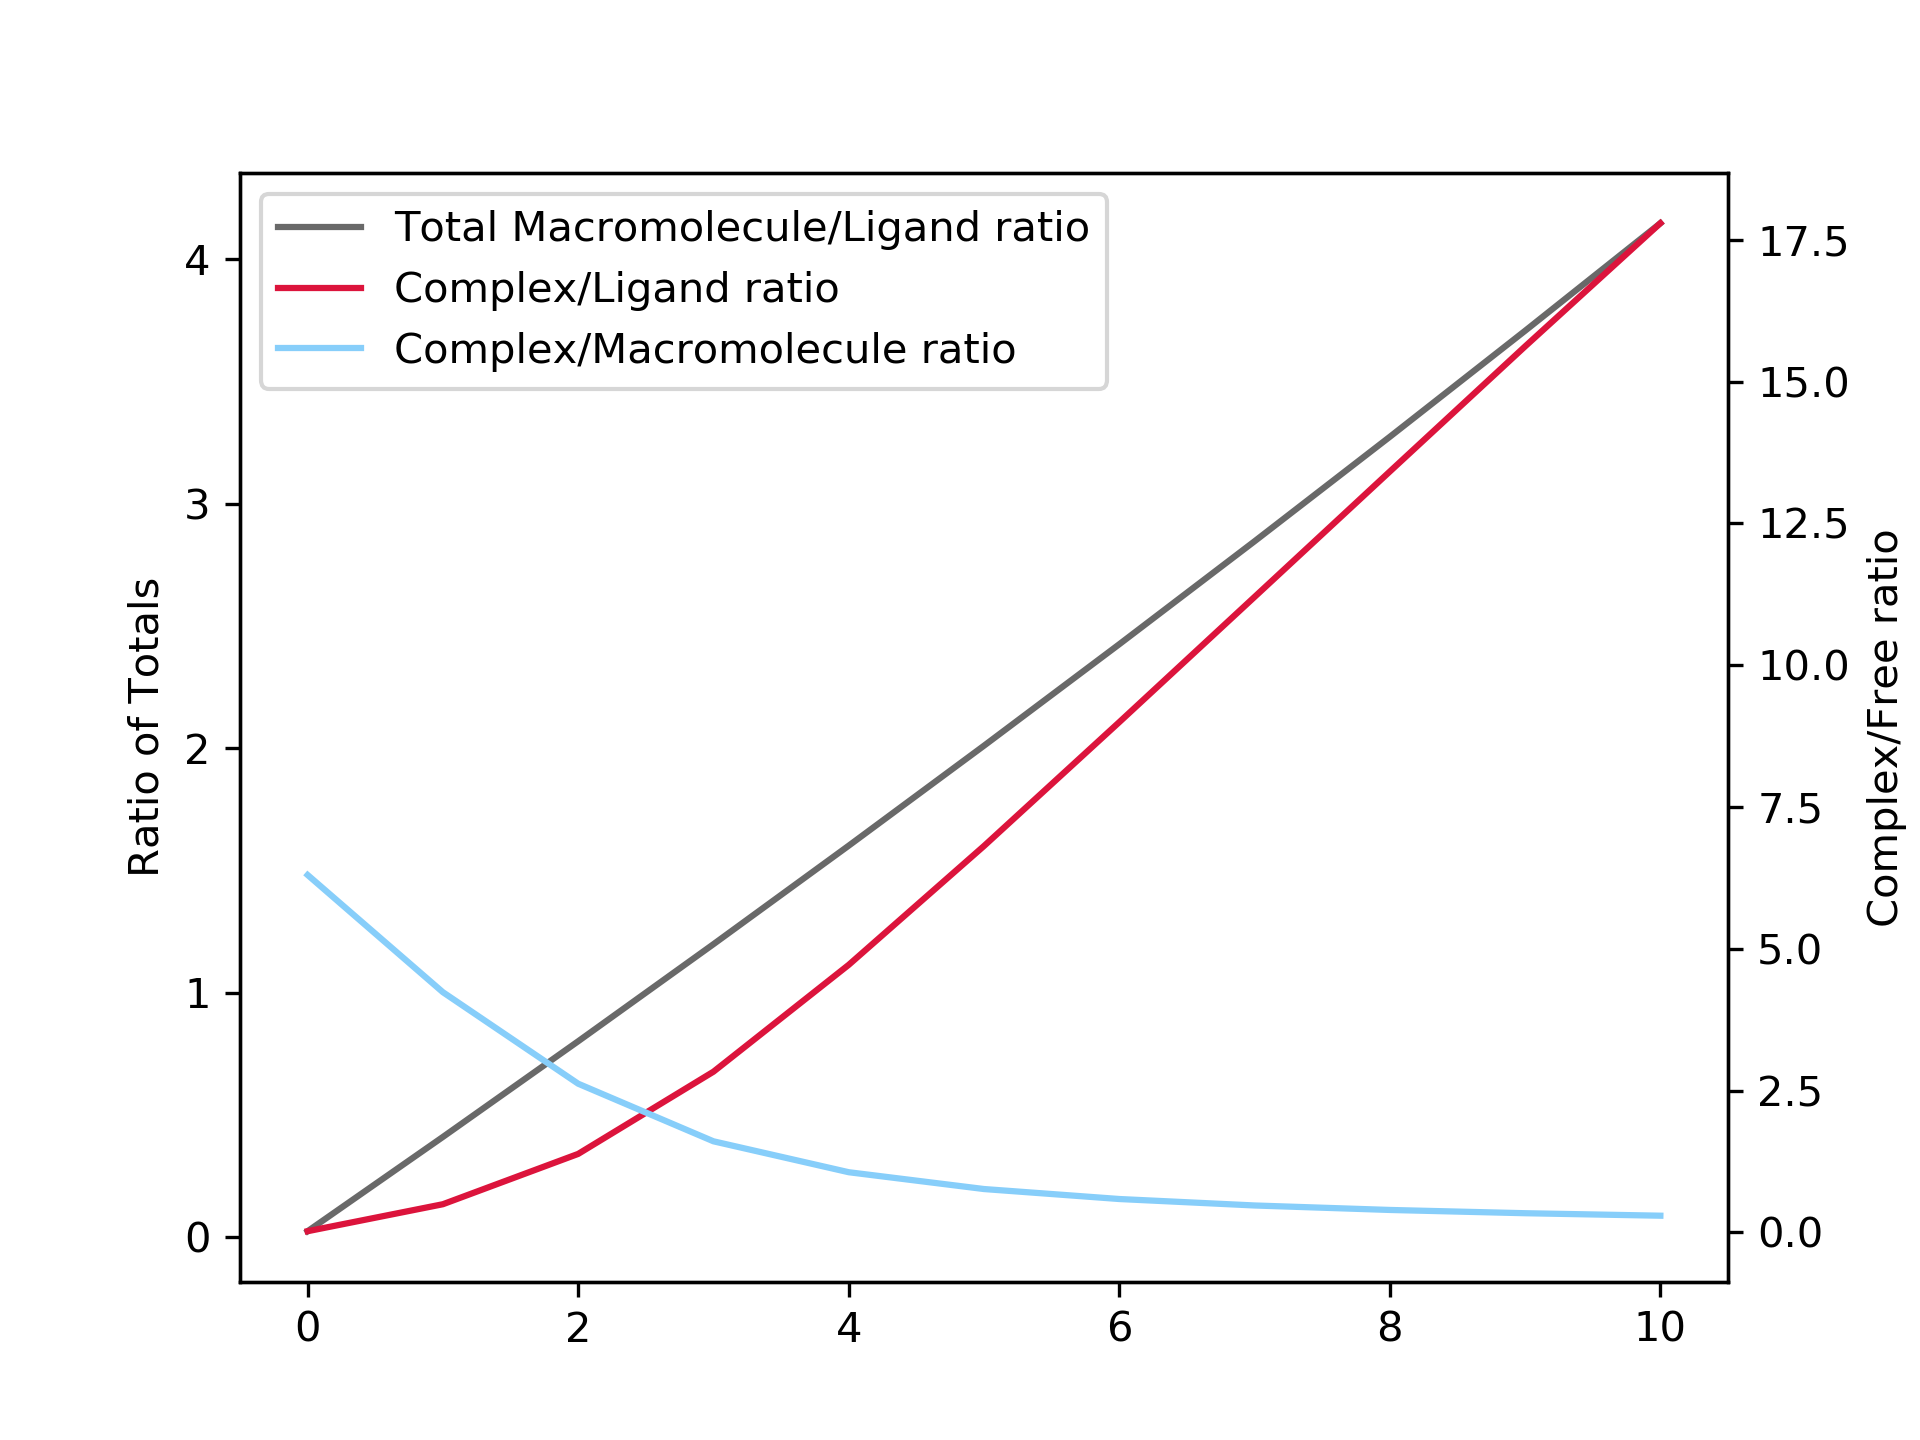 Total Macromolecule/Ligand ratio
Complex/Ligand ratio
Complex/Macromolecule ratio
Ratio of Totals
4
3
2
1
0
17.5
15.0
12.5
10.0
7.5
5.0
2.5
0.0
Complex/Free ratio
0 2 4 6 8 10